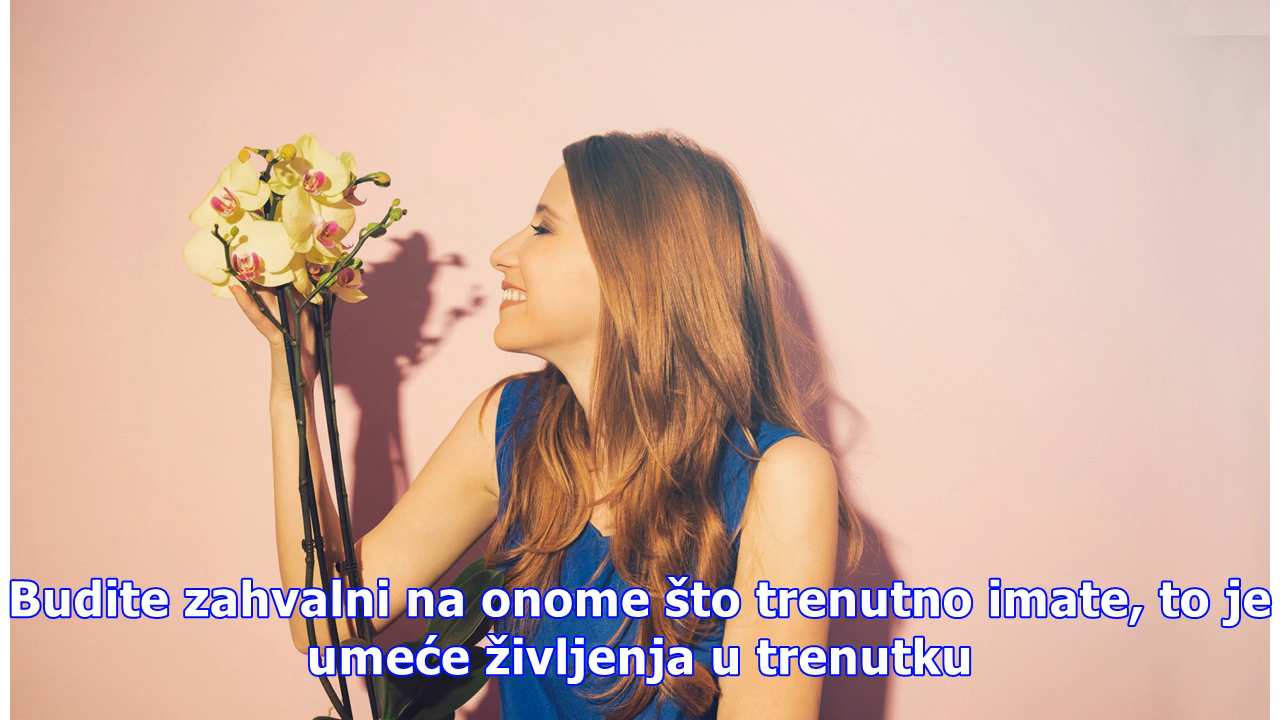 Budite zahvalni na onome što trenutno imate, to je
umeće življenja u trenutku